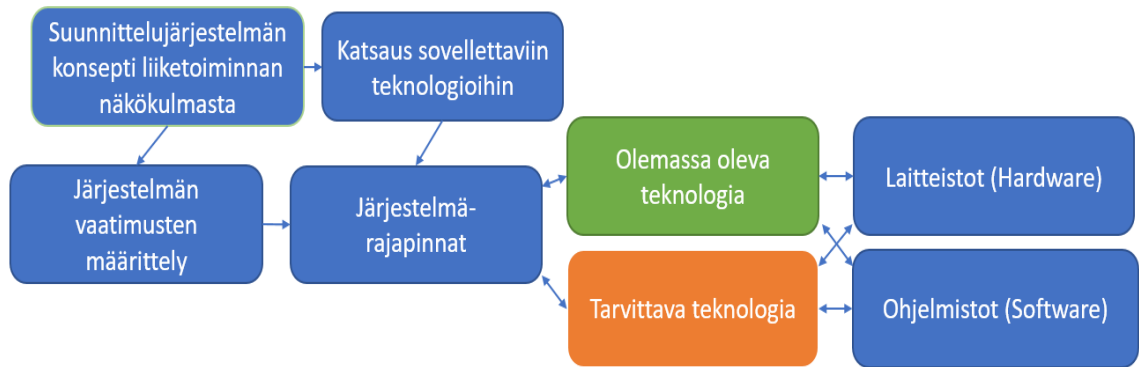 Suunnittelujärjestelmän
konsepti liiketoiminnan
näkökulmasta
Katsaus sovellettaviin
teknologioihin
Järjestelmän
vaatimusten
määrittely
Järjestelmä-
rajapinnat
Olemassa oleva
teknologia
Tarvittava teknologia
Laitteistot (Hardware)
Ohjelmistot (Software)